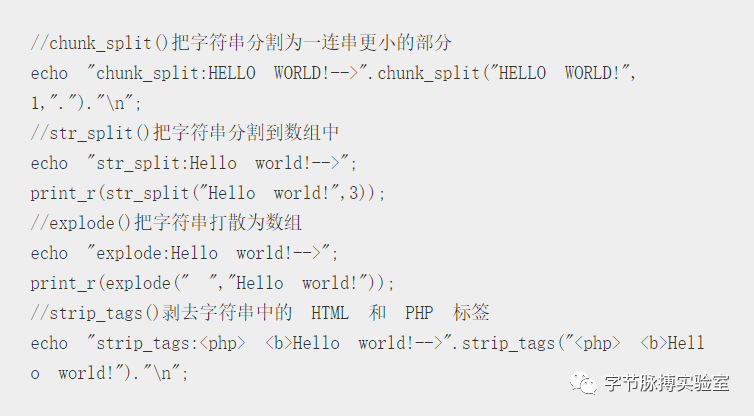 //chunk_split()把字符串分割为一连串更小的部分
echo  "chunk_split:HELLO  WORLD!-->".chunk_split("HELLO  WORLD!",
1,".")."\n";
//str_split()把字符串分割到数组中
echo  "str_split:Hello  world!-->";
print_r(str_split("Hello  world!",3));
//explode()把字符串打散为数组
echo  "explode:Hello  world!-->";
print_r(explode("  ","Hello  world!"));
//strip_tags()剥去字符串中的  HTML  和  PHP  标签
echo  "strip_tags:<php>  <b>Hello  world!-->".strip_tags("<php>  <b>Hell
o  world!")."\n";
字节脉搏实验室